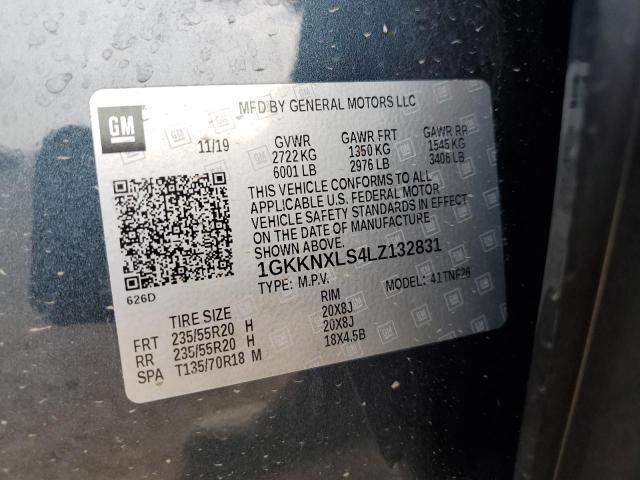 MFD BY GENERAL MOTORS LLC
GM
11/19 GVWR GAWR FRT GAWR RR
2722 KG 1350 KG 1545 KG
6001 LB 2976 LB 3406 LB
THIS VEHICLE CONFORMS TO ALL
APPLICABLE U.S. FEDERAL MOTOR
VEHICLE SAFETY STANDARDS IN EFFECT
ON THE DATE OF MANUFACTURE
SHOWN ABOVE.
1GKKNXLS4LZ132831
626D TYPE: M.P.V. MODEL: 41TNF26
TIRE SIZE RIM
FRT 235/55R20 H 20X8J
RR 235/55R20 H 20X8J
SPA T135/70R18 M 18X4.5B